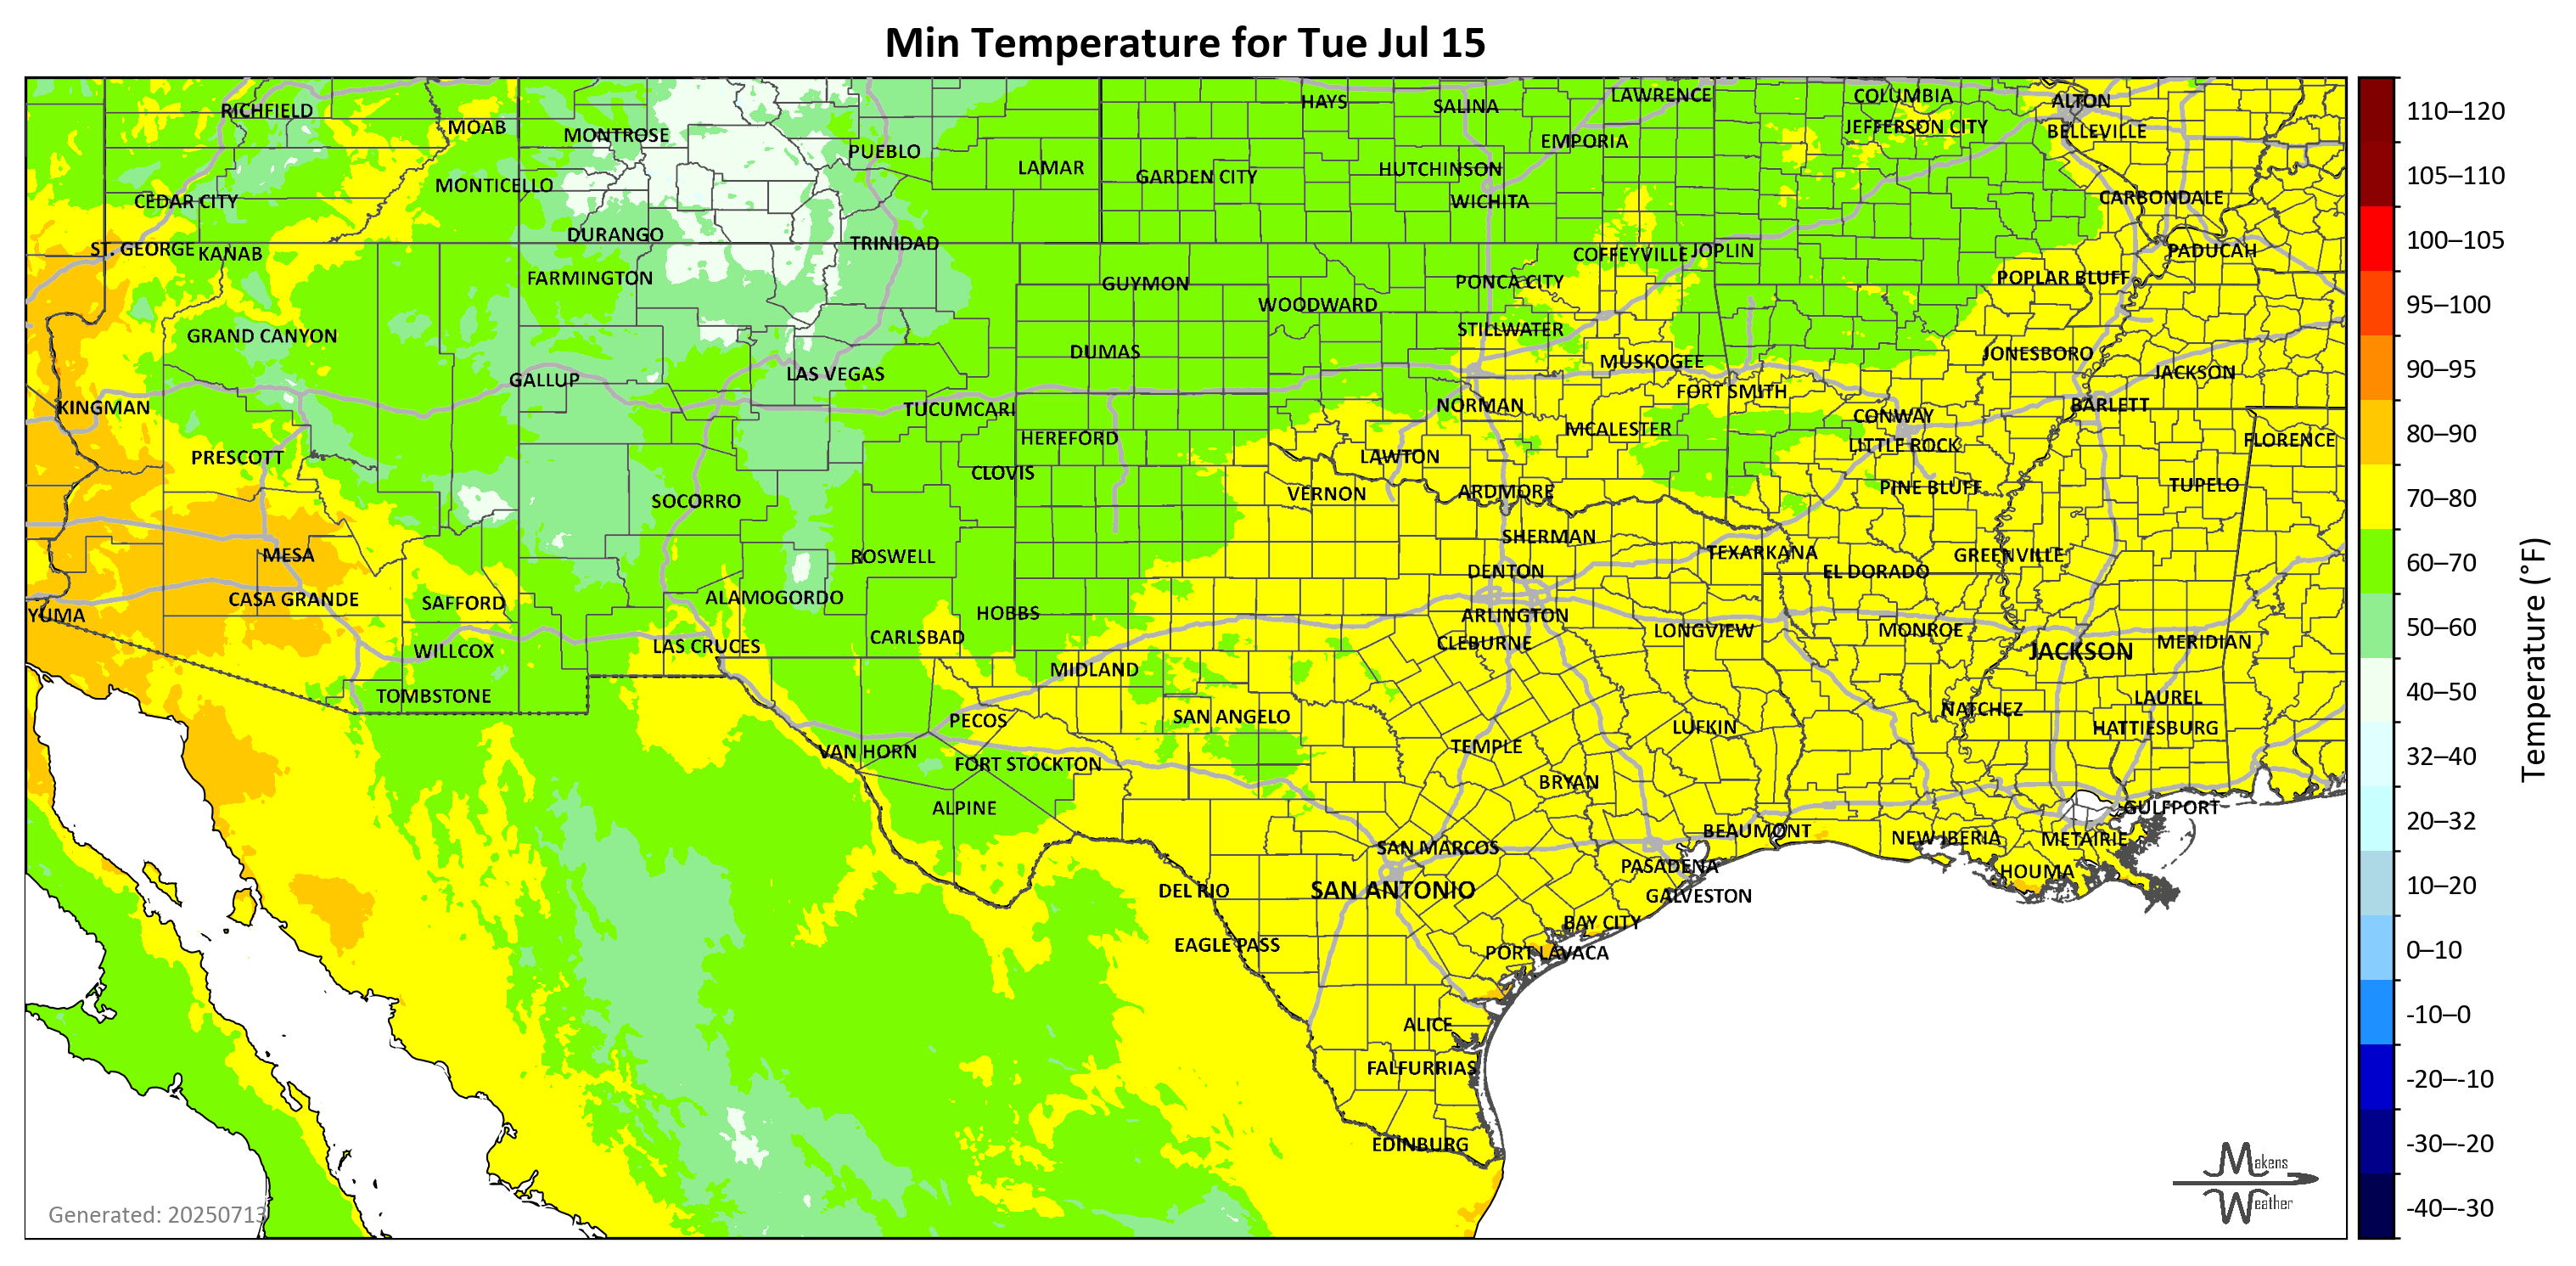 Min Temperature for Tue Jul 15
RICHFIELD
MOAB
MONTROSE
PUEBLO
LAMAR
HAYS
SALINA
LAWRENCE
COLUMBIA
ALTON
JEFFERSON CITY
BELLEVILLE
EMPORIA
GARDEN CITY
HUTCHINSON
MONTICELLO
CEDAR CITY
WICHITA
CARBONDALE
DURANGO
TRINIDAD
ST. GEORGE
KANAB
COFFEYVILLE
JOPLIN
PADUCAH
FARMINGTON
GUYMON
PONCA CITY
POPLAR BLUFF
WOODWARD
GRAND CANYON
STILLWATER
DUMAS
MUSKOGEE
JONESBORO
GALLUP
LAS VEGAS
JACKSON
FORT SMITH
KINGMAN
TUCUMCARI
NORMAN
BARLETT
CONWAY
HEREFORD
MCALESTER
LITTLE ROCK
FLORENCE
PRESCOTT
CLOVIS
LAWTON
SOCORRO
VERNON
ARDMORE
PINE BLUFF
TUPELO
SHERMAN
MESA
ROSWELL
TEXARKANA
GREENVILLE
DENTON
EL DORADO
CASA GRANDE
SAFFORD
ALAMOGORDO
YUMA
HOBBS
ARLINGTON
CARLSBAD
LAS CRUCES
WILLCOX
CLEBURNE
LONGVIEW
MONROE
JACKSON
MERIDIAN
MIDLAND
TOMBSTONE
LAUREL
PECOS
SAN ANGELO
NATCHEZ
LUFKIN
HATTIESBURG
VAN HORN
FORT STOCKTON
TEMPLE
BRYAN
ALPINE
GULFPORT
BEAUMONT
NEW IBERIA
METAIRIE
SAN MARCOS
PASADENA
HOUMA
DEL RIO
SAN ANTONIO
GALVESTON
BAY CITY
EAGLE PASS
PORT LAVACA
ALICE
FALFURRIAS
EDINBURG
Generated: 20250713
Makens
Weather
110–120
105–110
100–105
95–100
90–95
80–90
70–80
60–70
50–60
40–50
32–40
20–32
10–20
0–10
-10–0
-20–-10
-30–-20
-40–-30
Temperature (°F)